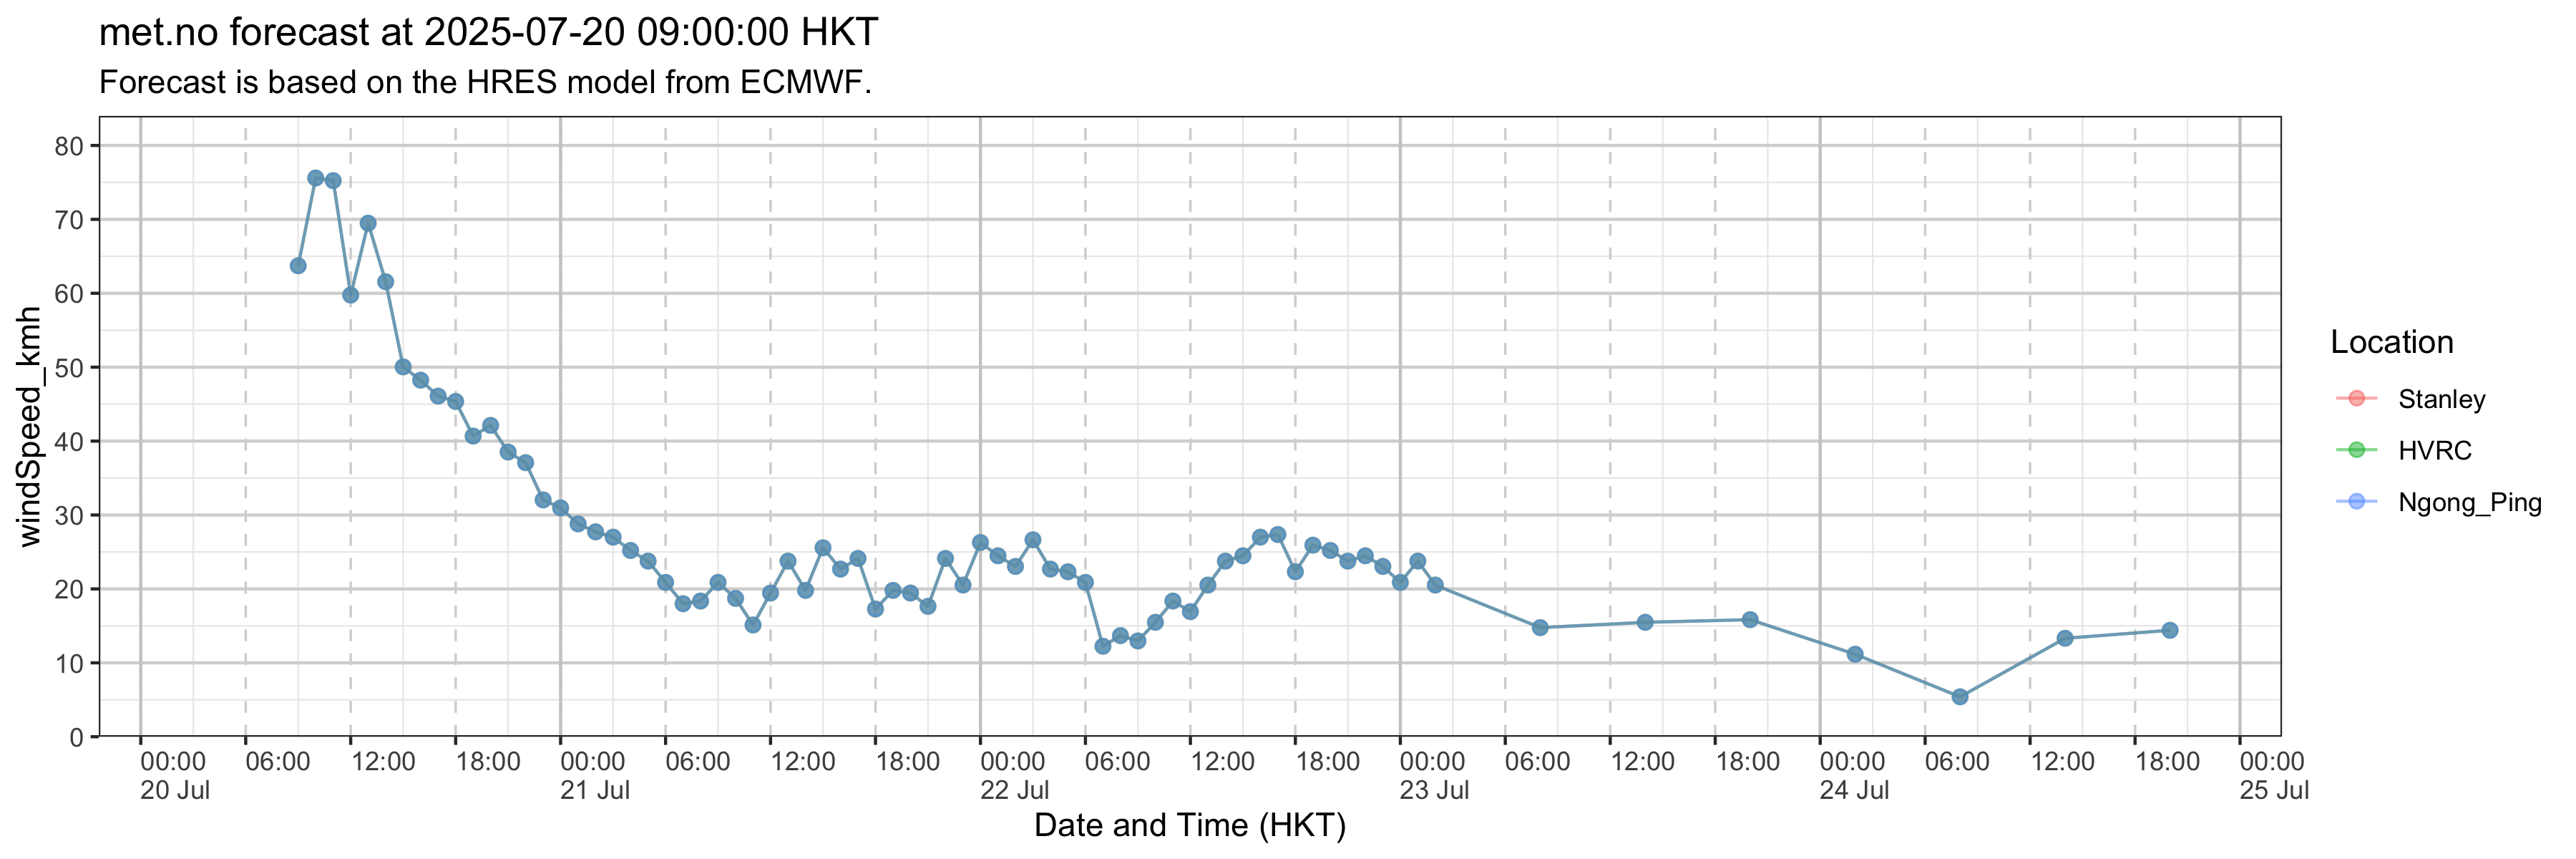 met.no forecast at 2025-07-20 09:00:00 HKT
Forecast is based on the HRES model from ECMWF.
windSpeed_kmh
80
70
60
50
40
30
20
10
0
00:00 06:00 12:00 18:00 00:00 06:00 12:00 18:00 00:00 06:00 12:00 18:00 00:00 06:00 12:00 18:00 00:00 06:00 12:00 18:00 00:00
20 Jul 21 Jul 22 Jul 23 Jul 24 Jul 25 Jul
Date and Time (HKT)
Location
Stanley
HVRC
Ngong_Ping